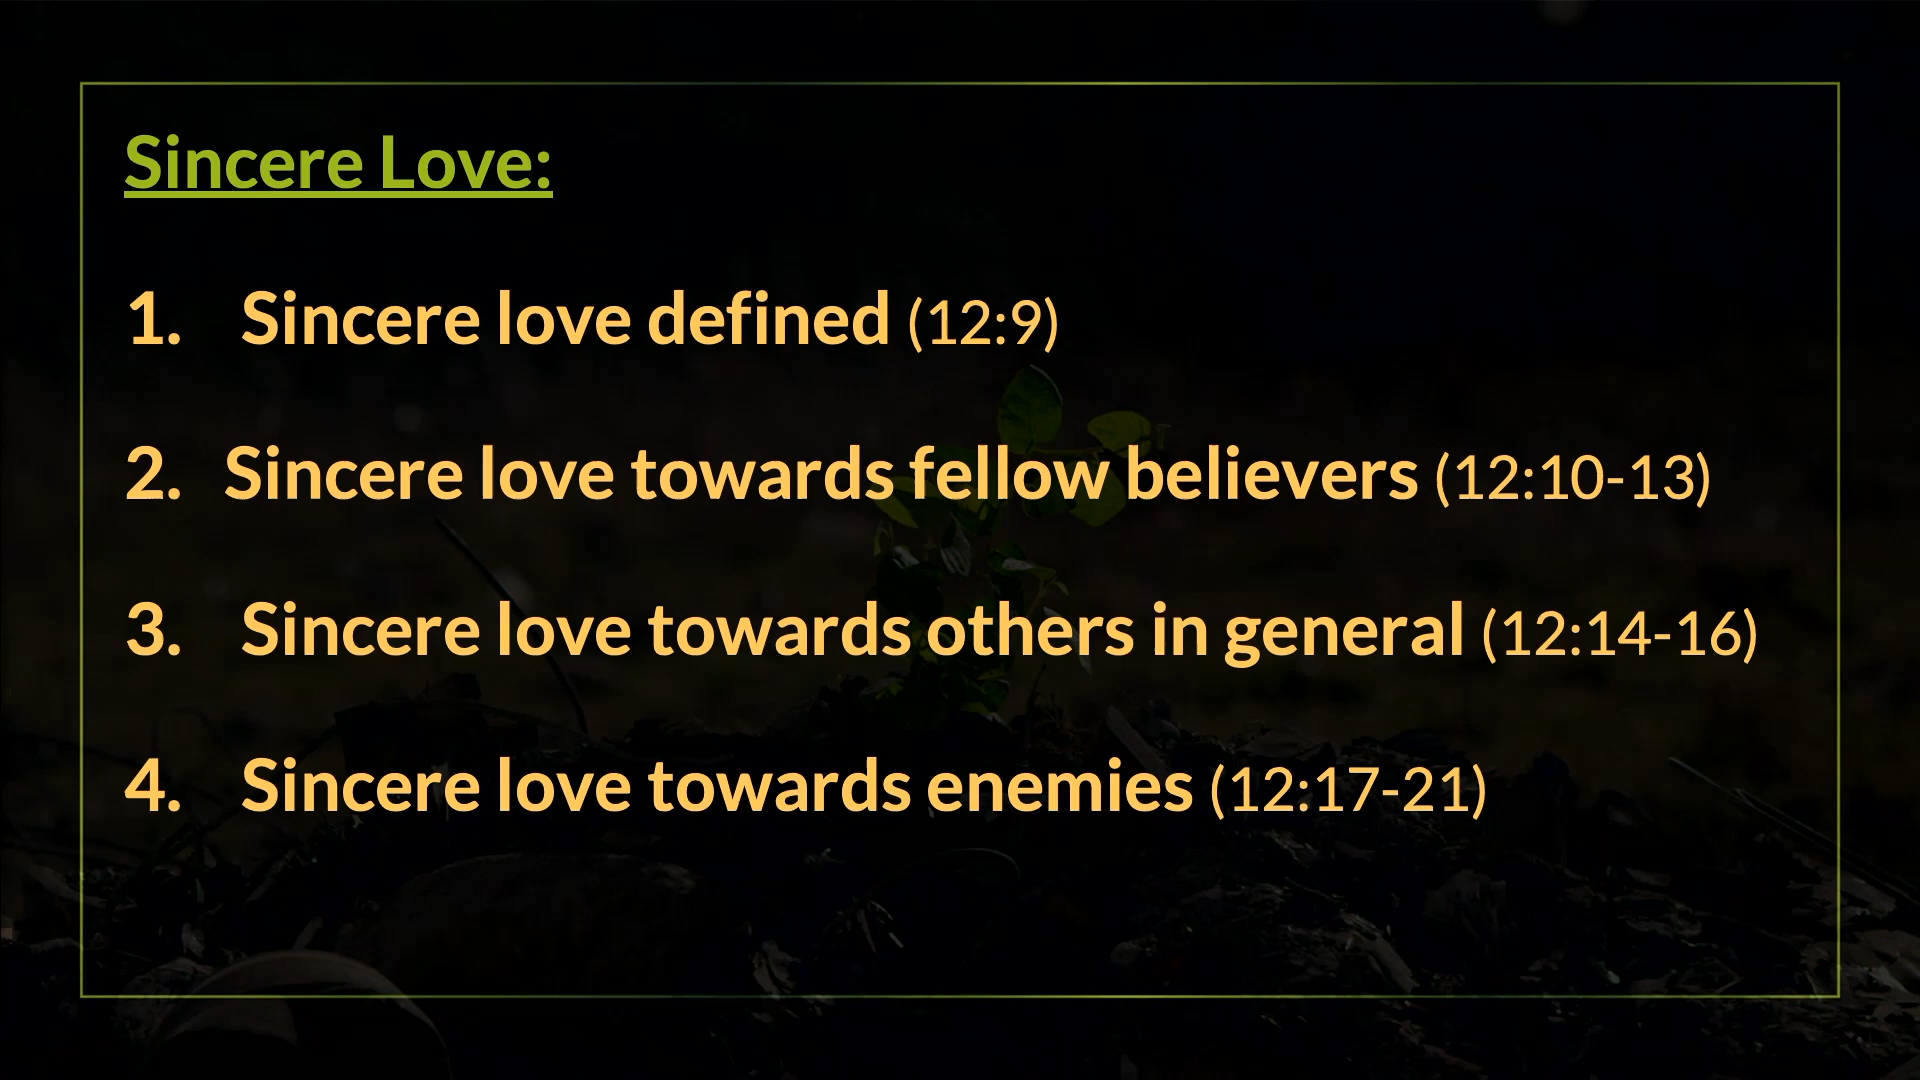 Sincere Love:
1. Sincere love defined (12:9)
2. Sincere love towards fellow believers (12:10-13)
3. Sincere love towards others in general (12:14-16)
4. Sincere love towards enemies (12:17-21)